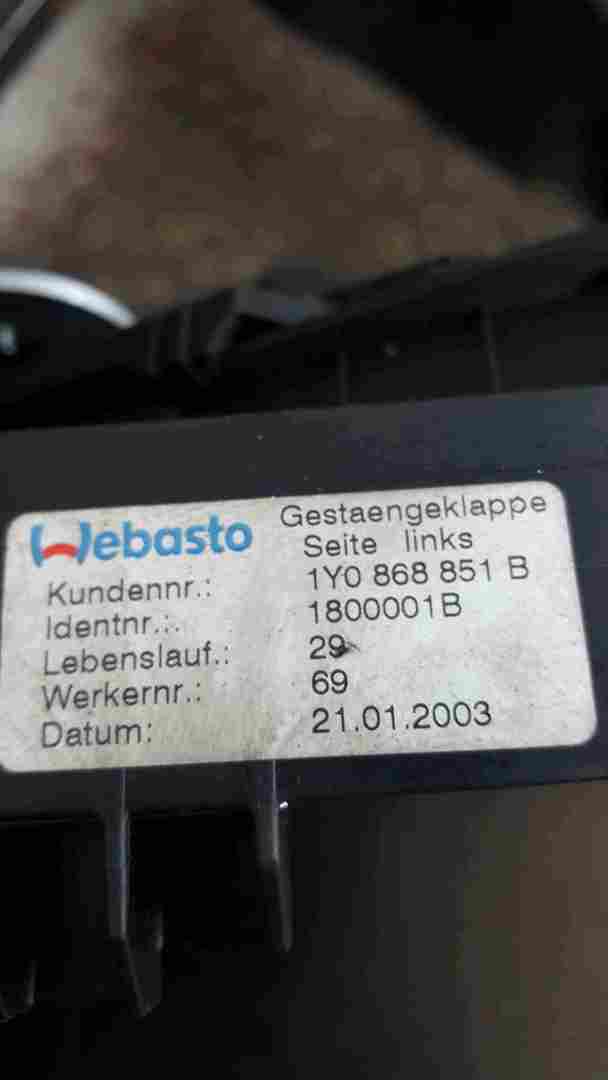 Webasto Gestaengeklappe
Seite links
Kundennr.: 1Y0 868 851 B
Identnr.: 1800001B
Lebenslauf.: 29
Werkernr.: 69
Datum: 21.01.2003